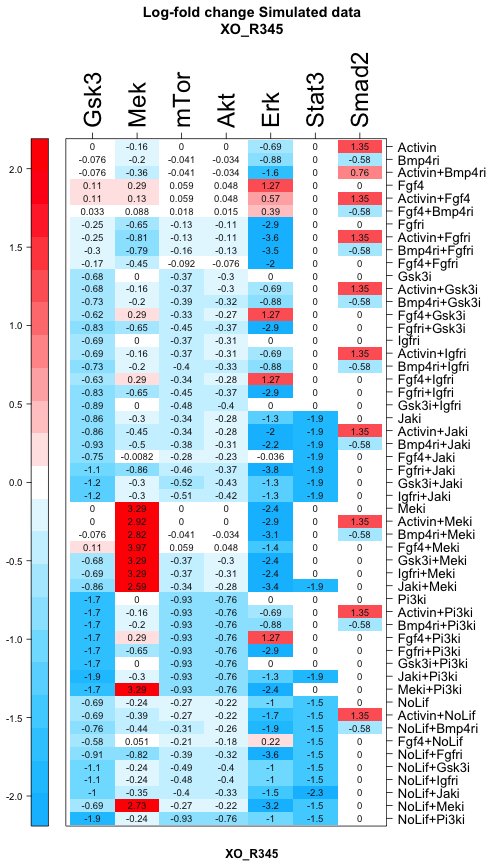 Log-fold change Simulated data
XO_R345
Gsk3 Mek mTor Akt Erk Stat3 Smad2
0 -0.16 0 0 -0.69 0 1.35 Activin
-0.076 -0.2 -0.041 -0.034 -0.88 0 -0.58 Bmp4ri
-0.076 -0.36 -0.041 -0.034 -1.6 0 0.76 Activin+Bmp4ri
0.11 0.29 0.059 0.048 1.27 0 0 Fgf4
0.11 0.13 0.059 0.048 0.57 0 1.35 Activin+Fgf4
0.033 0.088 0.018 0.015 0.39 0 -0.58 Fgf4+Bmp4ri
-0.25 -0.65 -0.13 -0.11 -2.9 0 0 Fgfri
-0.25 -0.81 -0.13 -0.11 -3.6 0 1.35 Activin+Fgfri
-0.3 -0.79 -0.16 -0.13 -3.5 0 -0.58 Bmp4ri+Fgfri
-0.17 -0.45 -0.092 -0.076 -2 0 0 Fgf4+Fgfri
-0.68 0 -0.37 -0.3 0 0 0 Gsk3i
-0.68 -0.16 -0.37 -0.3 -0.69 0 1.35 Activin+Gsk3i
-0.73 -0.2 -0.39 -0.32 -0.88 0 -0.58 Bmp4ri+Gsk3i
-0.62 0.29 -0.33 -0.27 1.27 0 0 Fgf4+Gsk3i
-0.83 -0.65 -0.45 -0.37 -2.9 0 0 Fgfri+Gsk3i
-0.69 0 -0.37 -0.31 0 0 0 Igfri
-0.69 -0.16 -0.37 -0.31 -0.69 0 1.35 Activin+Igfri
-0.73 -0.2 -0.4 -0.33 -0.88 0 -0.58 Bmp4ri+Igfri
-0.63 0.29 -0.34 -0.28 1.27 0 0 Fgf4+Igfri
-0.83 -0.65 -0.45 -0.37 -2.9 0 0 Fgfri+Igfri
-0.89 0 -0.48 -0.4 0 0 0 Gsk3i+Igfri
-0.86 -0.3 -0.34 -0.28 -1.3 -1.9 0 Jaki
-0.86 -0.45 -0.34 -0.28 -2 -1.9 1.35 Activin+Jaki
-0.93 -0.5 -0.38 -0.31 -2.2 -1.9 -0.58 Bmp4ri+Jaki
-0.75 -0.0082 -0.28 -0.23 -0.036 -1.9 0 Fgf4+Jaki
-1.1 -0.86 -0.46 -0.37 -3.8 -1.9 0 Fgfri+Jaki
-1.2 -0.3 -0.52 -0.43 -1.3 -1.9 0 Gsk3i+Jaki
-1.2 -0.3 -0.51 -0.42 -1.3 -1.9 0 Igfri+Jaki
0 3.29 0 0 -2.4 0 0 Meki
0 2.92 0 0 -2.9 0 1.35 Activin+Meki
-0.076 2.82 -0.041 -0.034 -3.1 0 -0.58 Bmp4ri+Meki
0.11 3.97 0.059 0.048 -1.4 0 0 Fgf4+Meki
-0.68 3.29 -0.37 -0.3 -2.4 0 0 Gsk3i+Meki
-0.69 3.29 -0.37 -0.31 -2.4 0 0 Igfri+Meki
-0.86 2.59 -0.34 -0.28 -3.4 -1.9 0 Jaki+Meki
-1.7 0 -0.93 -0.76 0 0 0 Pi3ki
-1.7 -0.16 -0.93 -0.76 -0.69 0 1.35 Activin+Pi3ki
-1.7 -0.2 -0.93 -0.76 -0.88 0 -0.58 Bmp4ri+Pi3ki
-1.7 0.29 -0.93 -0.76 1.27 0 0 Fgf4+Pi3ki
-1.7 -0.65 -0.93 -0.76 -2.9 0 0 Fgfri+Pi3ki
-1.7 0 -0.93 -0.76 0 0 0 Gsk3i+Pi3ki
-1.9 -0.3 -0.93 -0.76 -1.3 -1.9 0 Jaki+Pi3ki
-1.7 3.29 -0.93 -0.76 -2.4 0 0 Meki+Pi3ki
-0.69 -0.24 -0.27 -0.22 -1 -1.5 0 NoLif
-0.69 -0.39 -0.27 -0.22 -1.7 -1.5 1.35 Activin+NoLif
-0.76 -0.44 -0.31 -0.26 -1.9 -1.5 -0.58 NoLif+Bmp4ri
-0.58 0.051 -0.21 -0.18 0.22 -1.5 0 Fgf4+NoLif
-0.91 -0.82 -0.39 -0.32 -3.6 -1.5 0 NoLif+Fgfri
-1.1 -0.24 -0.49 -0.4 -1 -1.5 0 NoLif+Gsk3i
-1.1 -0.24 -0.48 -0.4 -1 -1.5 0 NoLif+Igfri
-1 -0.35 -0.4 -0.33 -1.5 -2.3 0 NoLif+Jaki
-0.69 2.73 -0.27 -0.22 -3.2 -1.5 0 NoLif+Meki
-1.9 -0.24 -0.93 -0.76 -1 -1.5 0 NoLif+Pi3ki
2.0
1.5
1.0
0.5
0.0
-0.5
-1.0
-1.5
-2.0
XO_R345